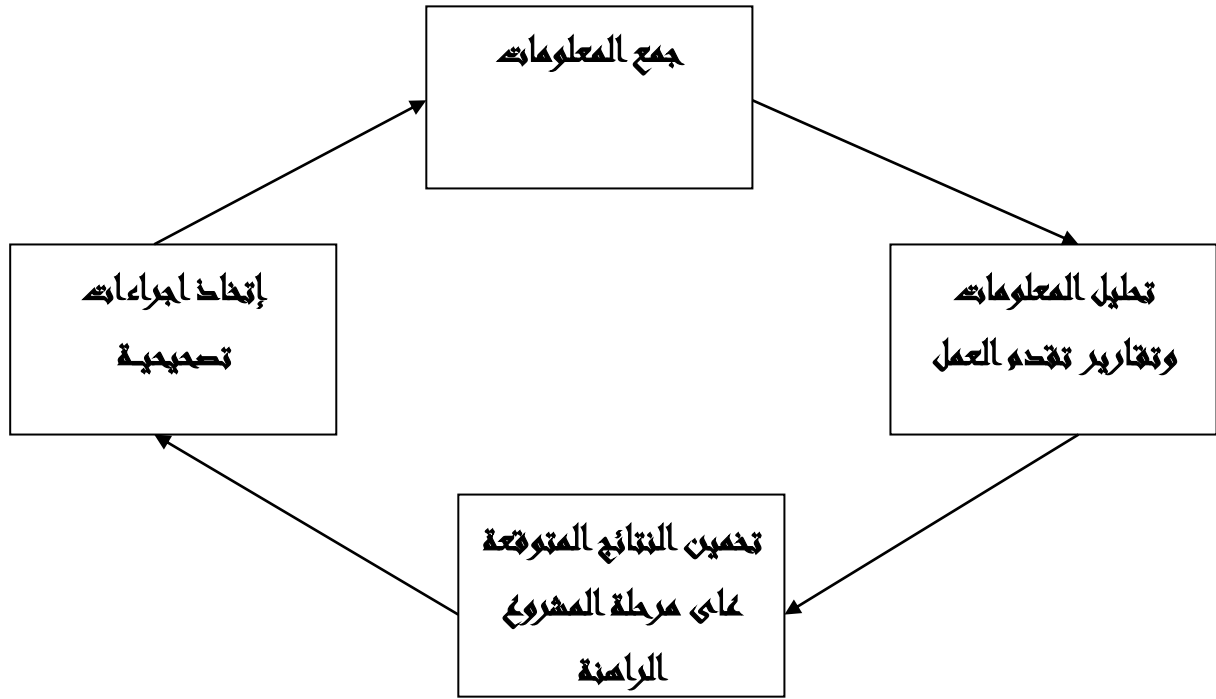 جمع المعلومات
تحليل المعلومات
وتقارير تقدم العمل
تخمين النتائج المتوقعة
على مرحلة المشروع
الراهنة
إتخاذ اجراءات
تصحيحية